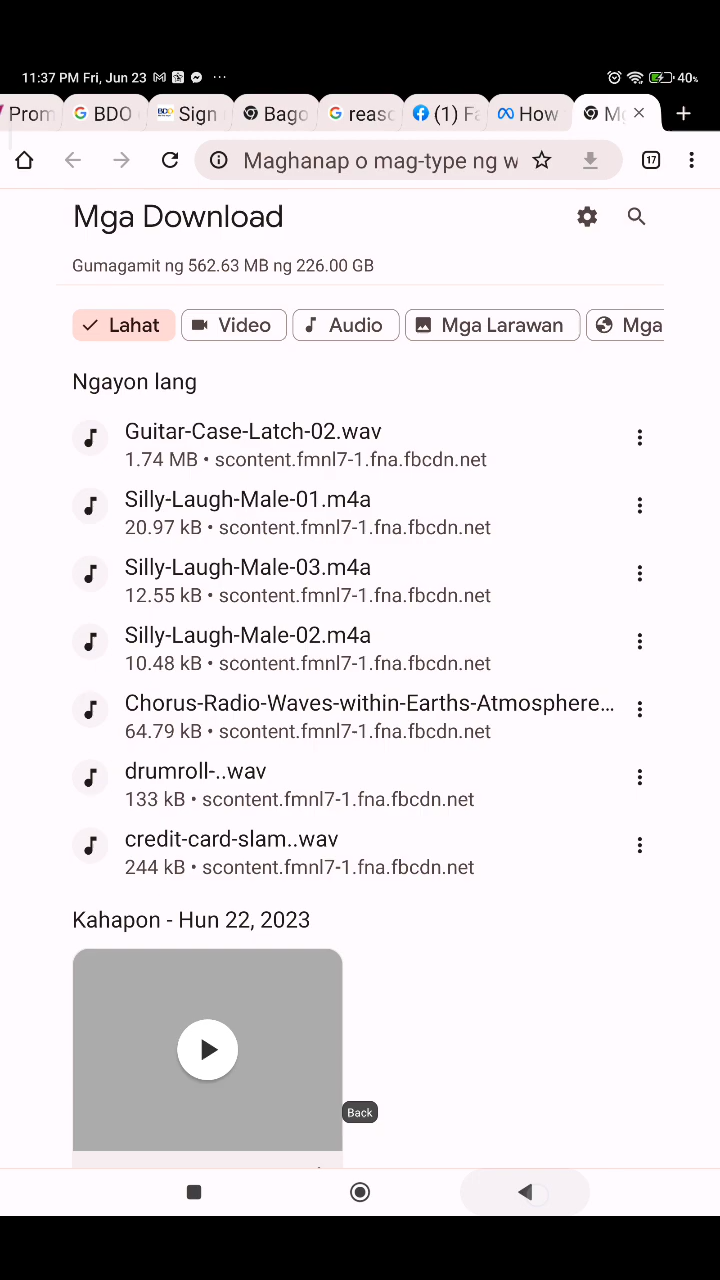 11:37 PM Fri, Jun 23 ... 40%
Prom BDO Sign Bago reasc (1) Fa How Mg
Maghanap o mag-type ng w 17
Mga Download
Gumagamit ng 562.63 MB ng 226.00 GB
Lahat Video Audio Mga Larawan Mga
Ngayon lang
Guitar-Case-Latch-02.wav
1.74 MB • scontent.fmnl7-1.fna.fbcdn.net
Silly-Laugh-Male-01.m4a
20.97 kB • scontent.fmnl7-1.fna.fbcdn.net
Silly-Laugh-Male-03.m4a
12.55 kB • scontent.fmnl7-1.fna.fbcdn.net
Silly-Laugh-Male-02.m4a
10.48 kB • scontent.fmnl7-1.fna.fbcdn.net
Chorus-Radio-Waves-within-Earths-Atmosphere...
64.79 kB • scontent.fmnl7-1.fna.fbcdn.net
drumroll-..wav
133 kB • scontent.fmnl7-1.fna.fbcdn.net
credit-card-slam..wav
244 kB • scontent.fmnl7-1.fna.fbcdn.net
Kahapon - Hun 22, 2023
Back